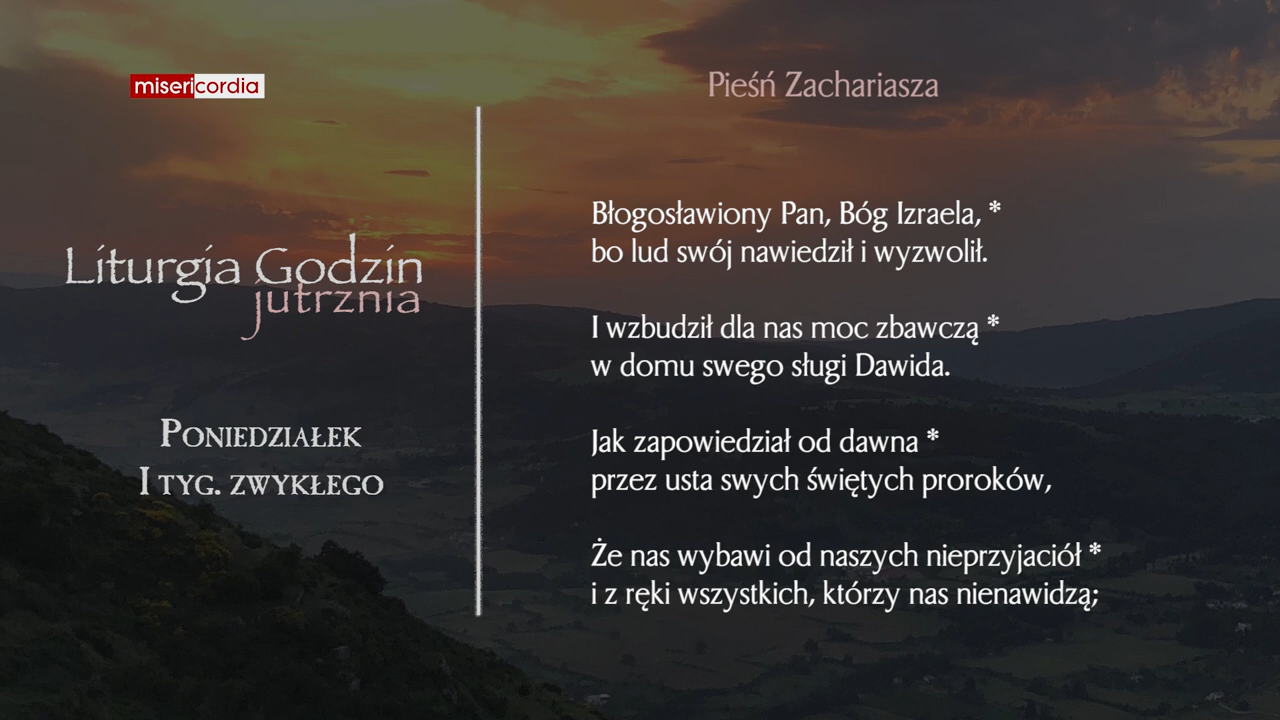 misericordia
Liturgia Godzin
jutrznia
Poniedziałek
I tyg. zwykłego
Pieśń Zachariasza
Błogosławiony Pan, Bóg Izraela, *
bo lud swój nawiedził i wyzwolił.
I wzbudził dla nas moc zbawczą *
w domu swego sługi Dawida.
Jak zapowiedział od dawna *
przez usta swych świętych proroków,
Że nas wybawi od naszych nieprzyjaciół *
i z ręki wszystkich, którzy nas nienawidzą;